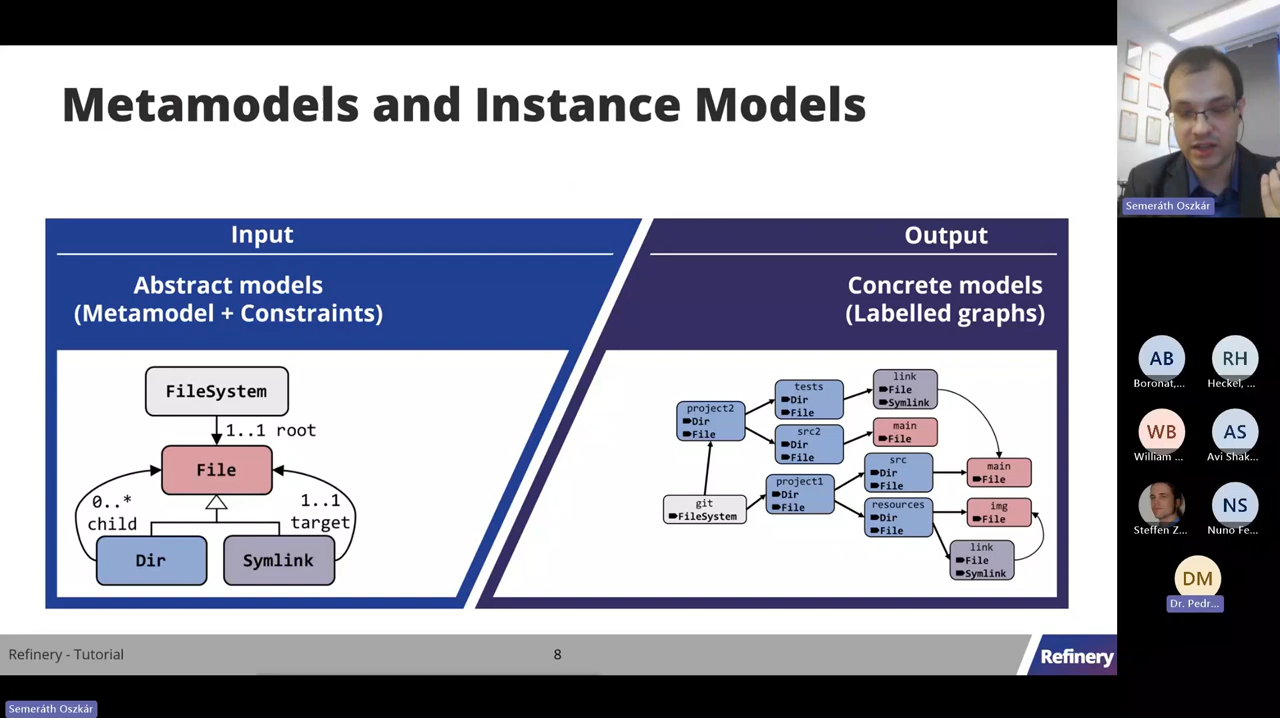 Metamodels and Instance Models
Input
Abstract models
(Metamodel + Constraints)
FileSystem
1..1 root
File
0..*
child
1..1
target
Dir
Symlink
Output
Concrete models
(Labelled graphs)
project2
Dir
File
tests
Dir
File
link
File
Symlink
src2
Dir
File
main
File
git
FileSystem
project1
Dir
File
src
Dir
File
main
File
resources
Dir
File
img
File
link
File
Symlink
Refinery - Tutorial
8
Refinery
Semeráth Oszkár
AB
Boronat,...
RH
Heckel, ...
WB
William ...
AS
Avi Shak...
Steffen Z...
NS
Nuno Fe...
DM
Dr. Pedr...
Semeráth Oszkár